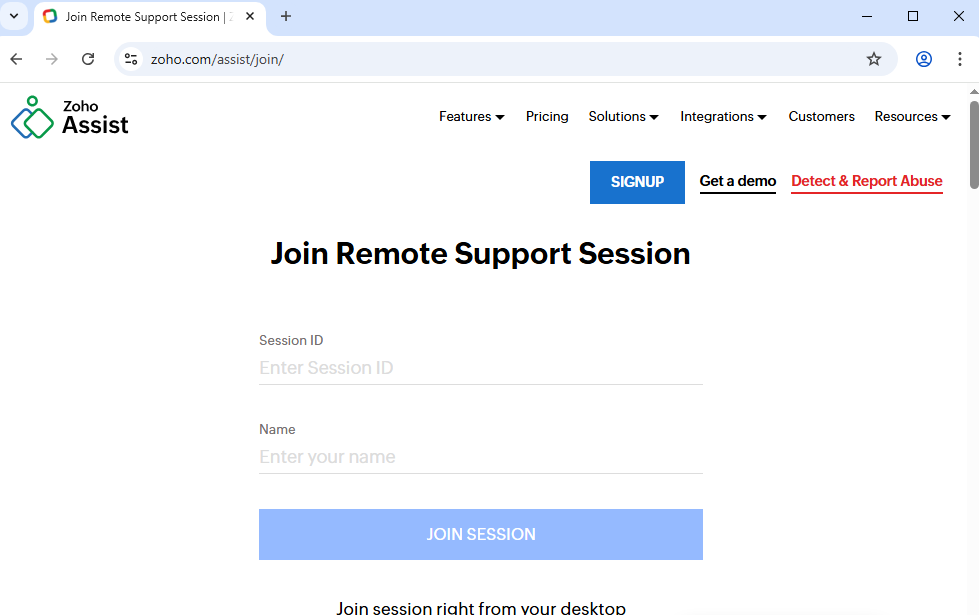 Join Remote Support Session |
zoho.com/assist/join/
Zoho
Assist
Features Pricing Solutions Integrations Customers Resources
SIGNUP Get a demo Detect & Report Abuse
Join Remote Support Session
Session ID
Enter Session ID
Name
Enter your name
JOIN SESSION
Join session right from your desktop